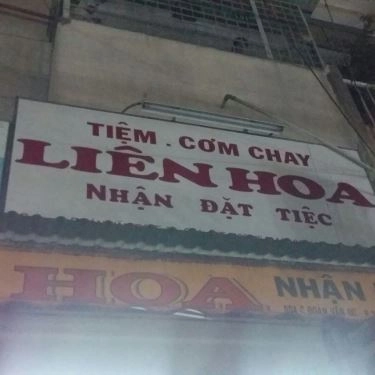 TIỆM . CƠM CHAY
LIÊN HOA
NHẬN ĐẶT TIỆC
HOA NHẬN